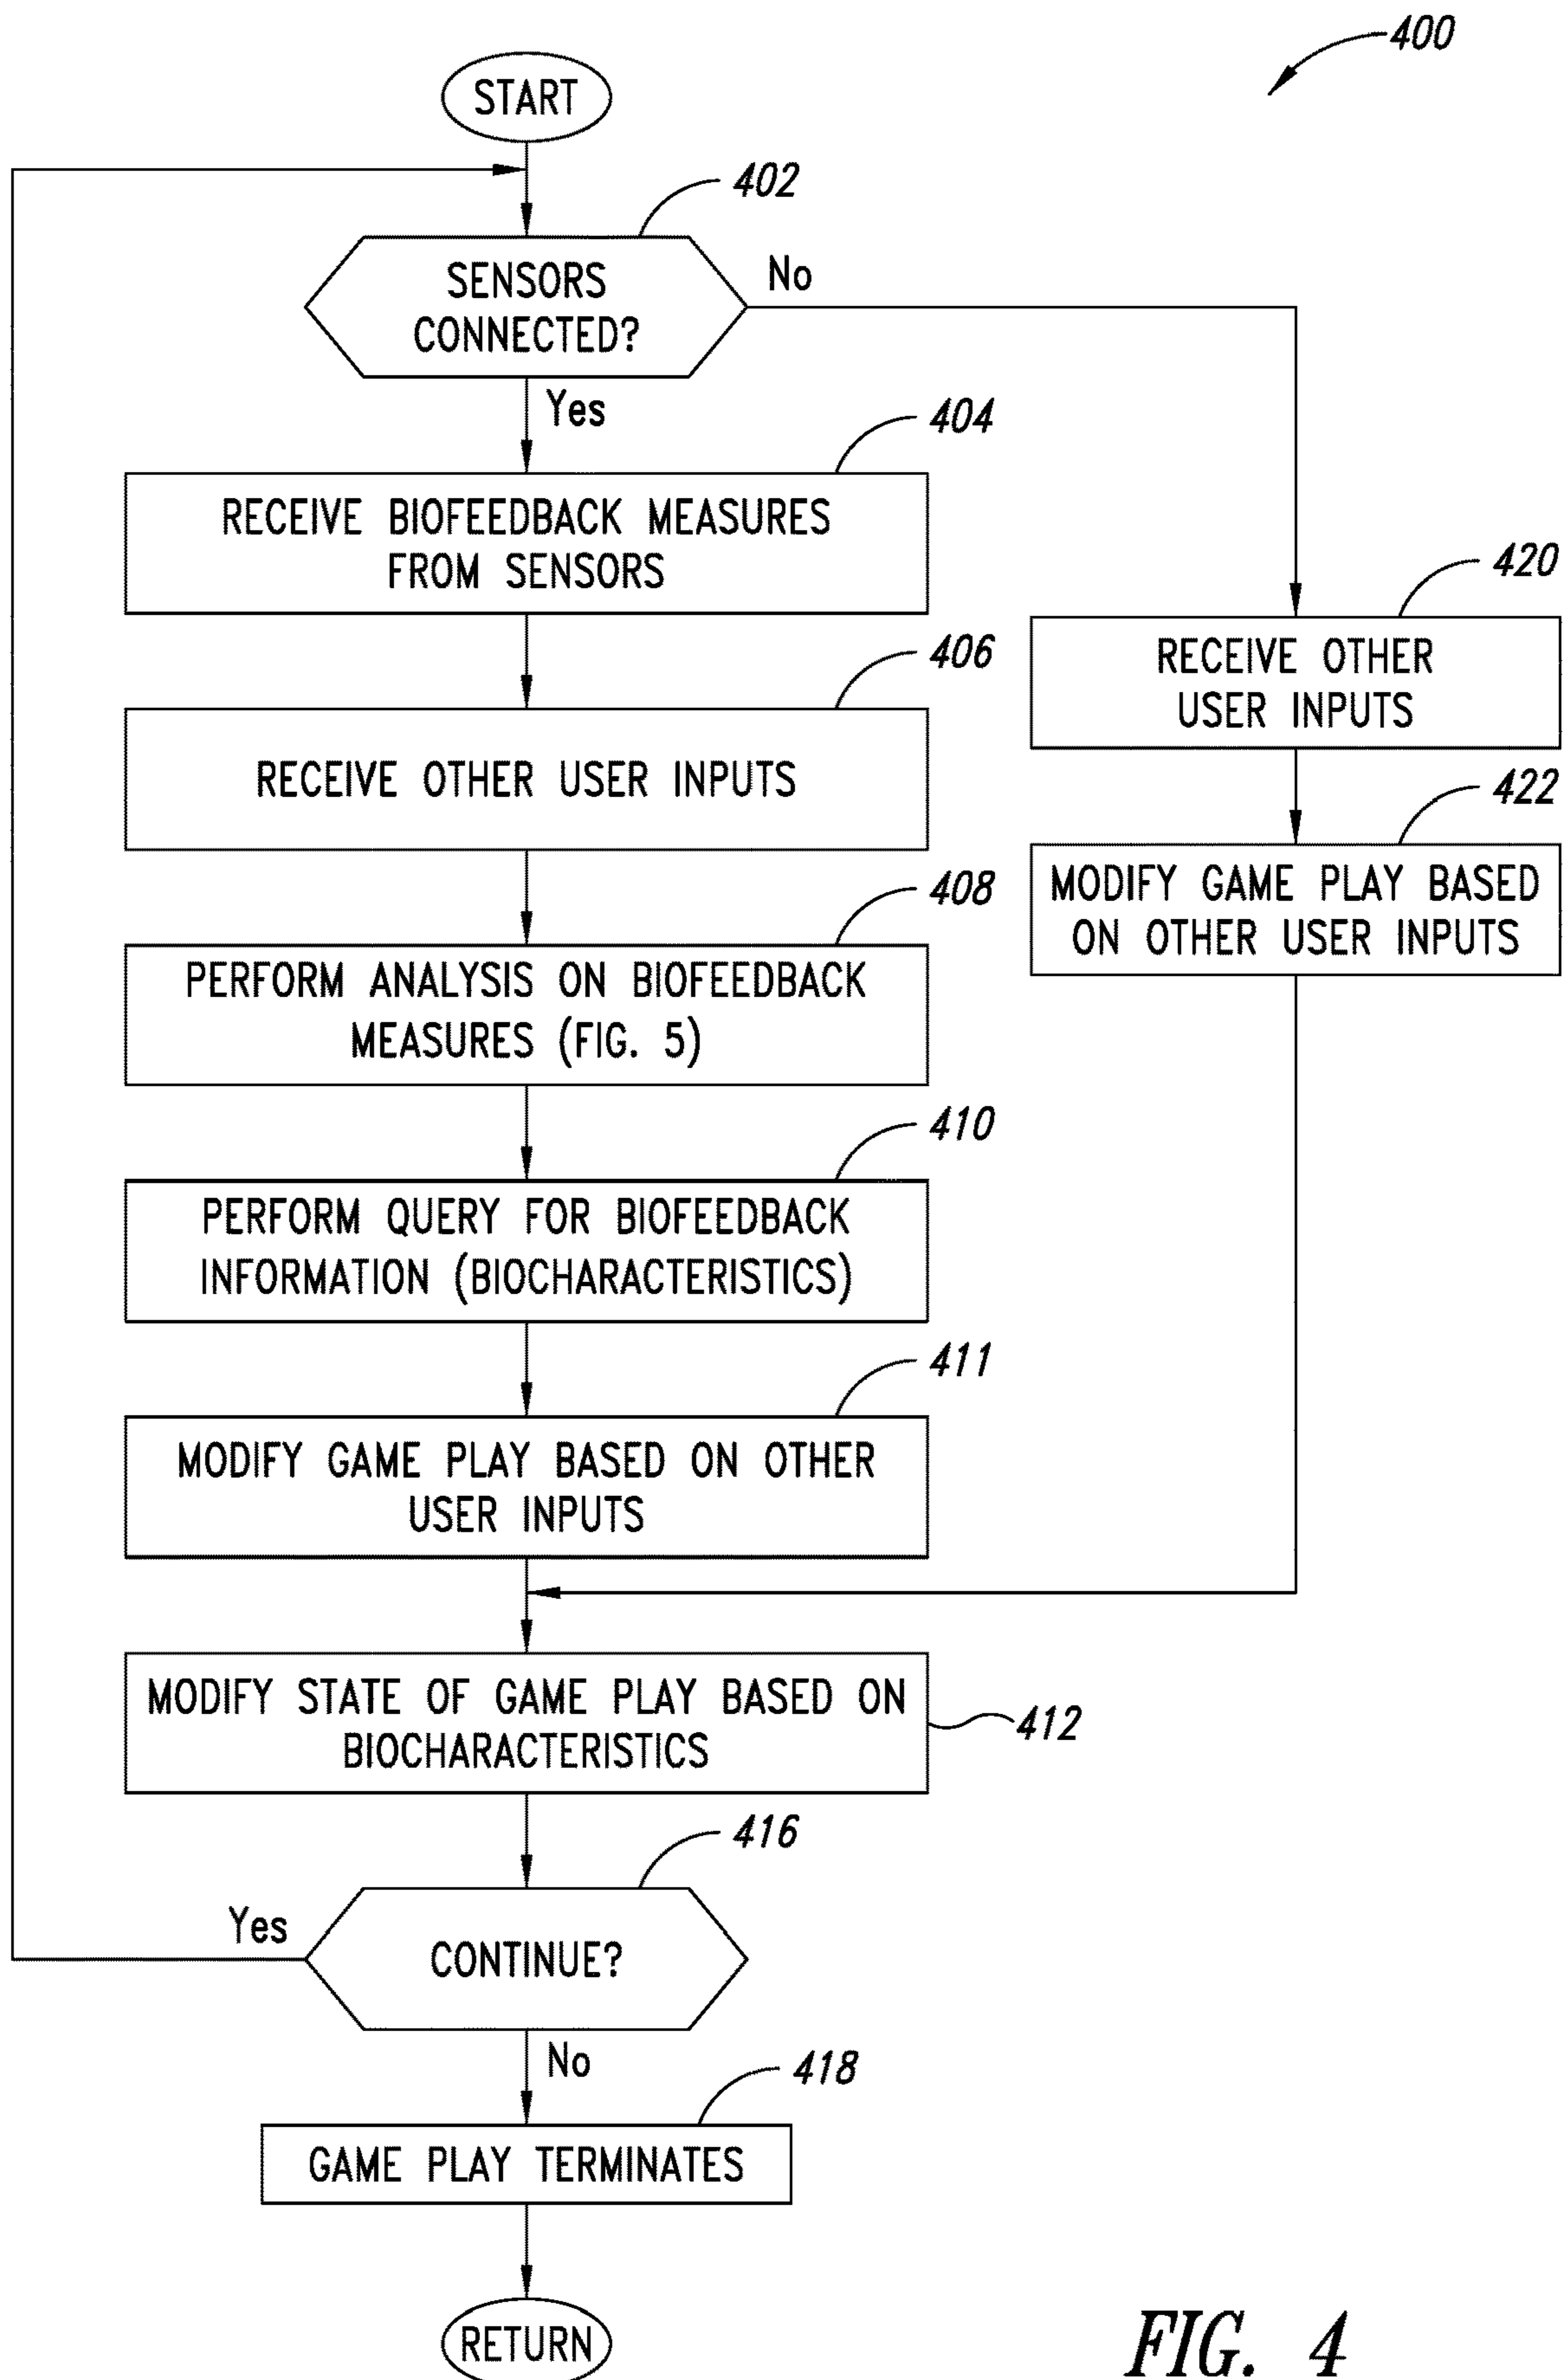 400
START
402
SENSORS
CONNECTED?
No
Yes
404
RECEIVE BIOFEEDBACK MEASURES
FROM SENSORS
420
RECEIVE OTHER
USER INPUTS
406
RECEIVE OTHER USER INPUTS
422
MODIFY GAME PLAY BASED
ON OTHER USER INPUTS
408
PERFORM ANALYSIS ON BIOFEEDBACK
MEASURES (FIG. 5)
410
PERFORM QUERY FOR BIOFEEDBACK
INFORMATION (BIOCHARACTERISTICS)
411
MODIFY GAME PLAY BASED ON OTHER
USER INPUTS
MODIFY STATE OF GAME PLAY BASED ON
BIOCHARACTERISTICS
412
416
Yes
CONTINUE?
No
418
GAME PLAY TERMINATES
RETURN
FIG. 4